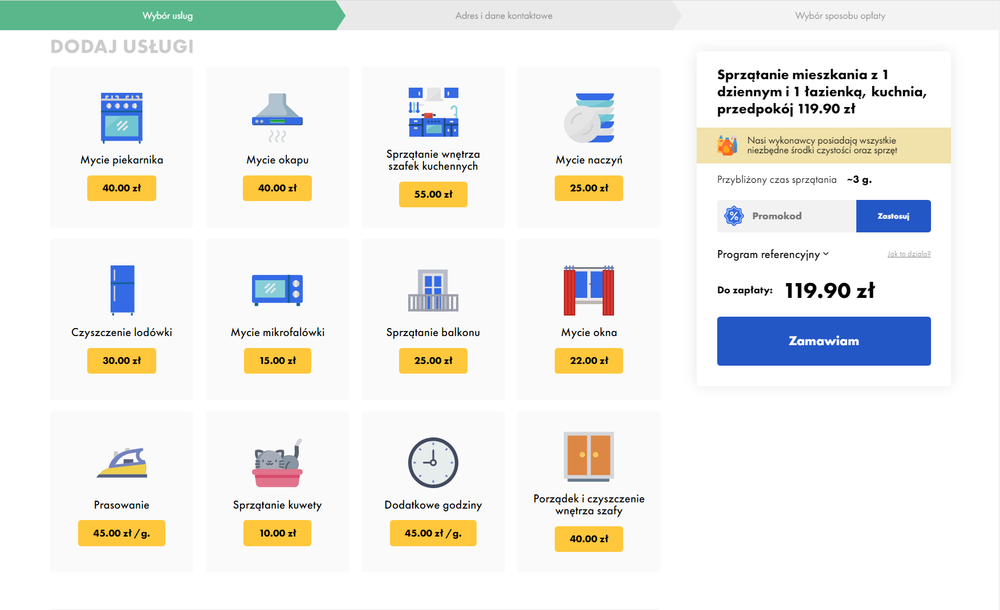 Wybór usług
Adres i dane kontaktowe
Wybór sposobu opłaty
DODAJ USŁUGI
Mycie piekarnika
40.00 zł
Mycie okapu
40.00 zł
Sprzątanie wnętrza
szafek kuchennych
55.00 zł
Mycie naczyń
25.00 zł
Czyszczenie lodówki
30.00 zł
Mycie mikrofalówki
15.00 zł
Sprzątanie balkonu
25.00 zł
Mycie okna
22.00 zł
Prasowanie
45.00 zł /g.
Sprzątanie kuwety
10.00 zł
Dodatkowe godziny
45.00 zł /g.
Porządek i czyszczenie
wnętrza szafy
40.00 zł
Sprzątanie mieszkania z 1
dziennym i 1 łazienką, kuchnia,
przedpokój 119.90 zł
Nasi wykonawcy posiadają wszystkie
niezbędne środki czystości oraz sprzęt
Przybliżony czas sprzątania ~3 g.
Promokod
Zastosuj
Program referencyjny
Jak to działa?
Do zapłaty: 119.90 zł
Zamawiam